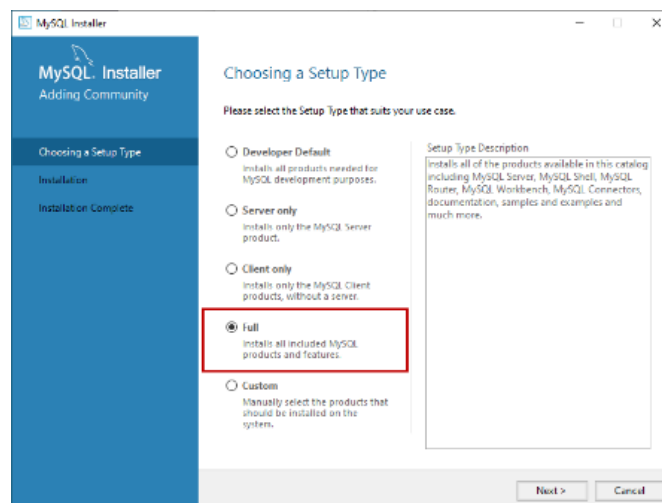 MySQL Installer
MySQL. Installer
Adding Community
Choosing a Setup Type
Installation
Installation Complete
Choosing a Setup Type
Please select the Setup Type that suits your use case.
Developer Default
Installs all products needed for
MySQL development purposes.
Server only
Installs only the MySQL Server
product.
Client only
Installs only the MySQL Client
products, without a server.
Full
Installs all included MySQL
products and features.
Custom
Manually select the products that
should be installed on the
system.
Setup Type Description
Installs all of the products available in this catalog
including MySQL Server, MySQL Shell, MySQL
Router, MySQL Workbench, MySQL Connectors,
documentation, samples and examples and
much more.
Next >
Cancel